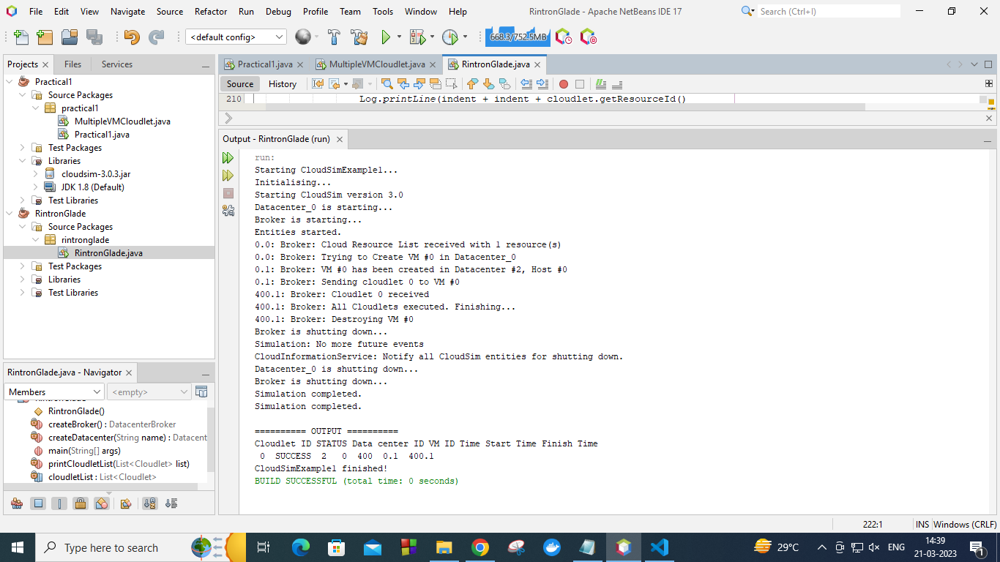 File Edit View Navigate Source Refactor Run Debug Profile Team Tools Window Help
RintronGlade - Apache NetBeans IDE 17
Search (Ctrl+I)
<default config>
668.3/752.5MB
Projects Files Services
Practical1
Source Packages
practical1
MultipleVMCloudlet.java
Practical1.java
Test Packages
Libraries
cloudsim-3.0.3.jar
JDK 1.8 (Default)
Test Libraries
RintronGlade
Source Packages
rintronglade
RintronGlade.java
Test Packages
Libraries
Test Libraries
RintronGlade.java - Navigator
Members <empty>
RintronGlade()
createBroker() : DatacenterBroker
createDatacenter(String name) : Datacent
main(String[] args)
printCloudletList(List<Cloudlet> list)
cloudletList : List<Cloudlet>
Practical1.java MultipleVMCloudlet.java RintronGlade.java
Source History
210 Log.printLine(indent + indent + cloudlet.getResourceId()
Output - RintronGlade (run)
run:
Starting CloudSimExample1...
Initialising...
Starting CloudSim version 3.0
Datacenter_0 is starting...
Broker is starting...
Entities started.
0.0: Broker: Cloud Resource List received with 1 resource(s)
0.0: Broker: Trying to Create VM #0 in Datacenter_0
0.1: Broker: VM #0 has been created in Datacenter #2, Host #0
0.1: Broker: Sending cloudlet 0 to VM #0
400.1: Broker: Cloudlet 0 received
400.1: Broker: All Cloudlets executed. Finishing...
400.1: Broker: Destroying VM #0
Broker is shutting down...
Simulation: No more future events
CloudInformationService: Notify all CloudSim entities for shutting down.
Datacenter_0 is shutting down...
Broker is shutting down...
Simulation completed.
Simulation completed.
========== OUTPUT ==========
Cloudlet ID STATUS Data center ID VM ID Time Start Time Finish Time
0 SUCCESS 2 0 400 0.1 400.1
CloudSimExample1 finished!
BUILD SUCCESSFUL (total time: 0 seconds)
222:1 INS Windows (CRLF)
Type here to search
29°C
ENG
14:39
21-03-2023
1